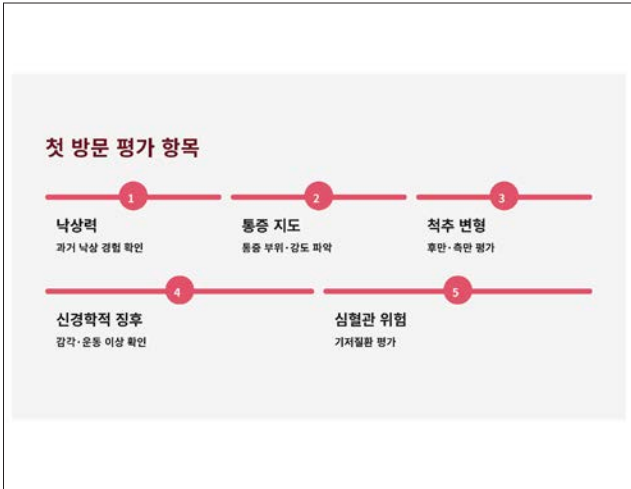 첫 방문 평가 항목
1
2
3
낙상력
통증 지도
척추 변형
과거 낙상 경험 확인
통증 부위·강도 파악
후만·측만 평가
4
5
신경학적 징후
심혈관 위험
감각·운동 이상 확인
기저질환 평가